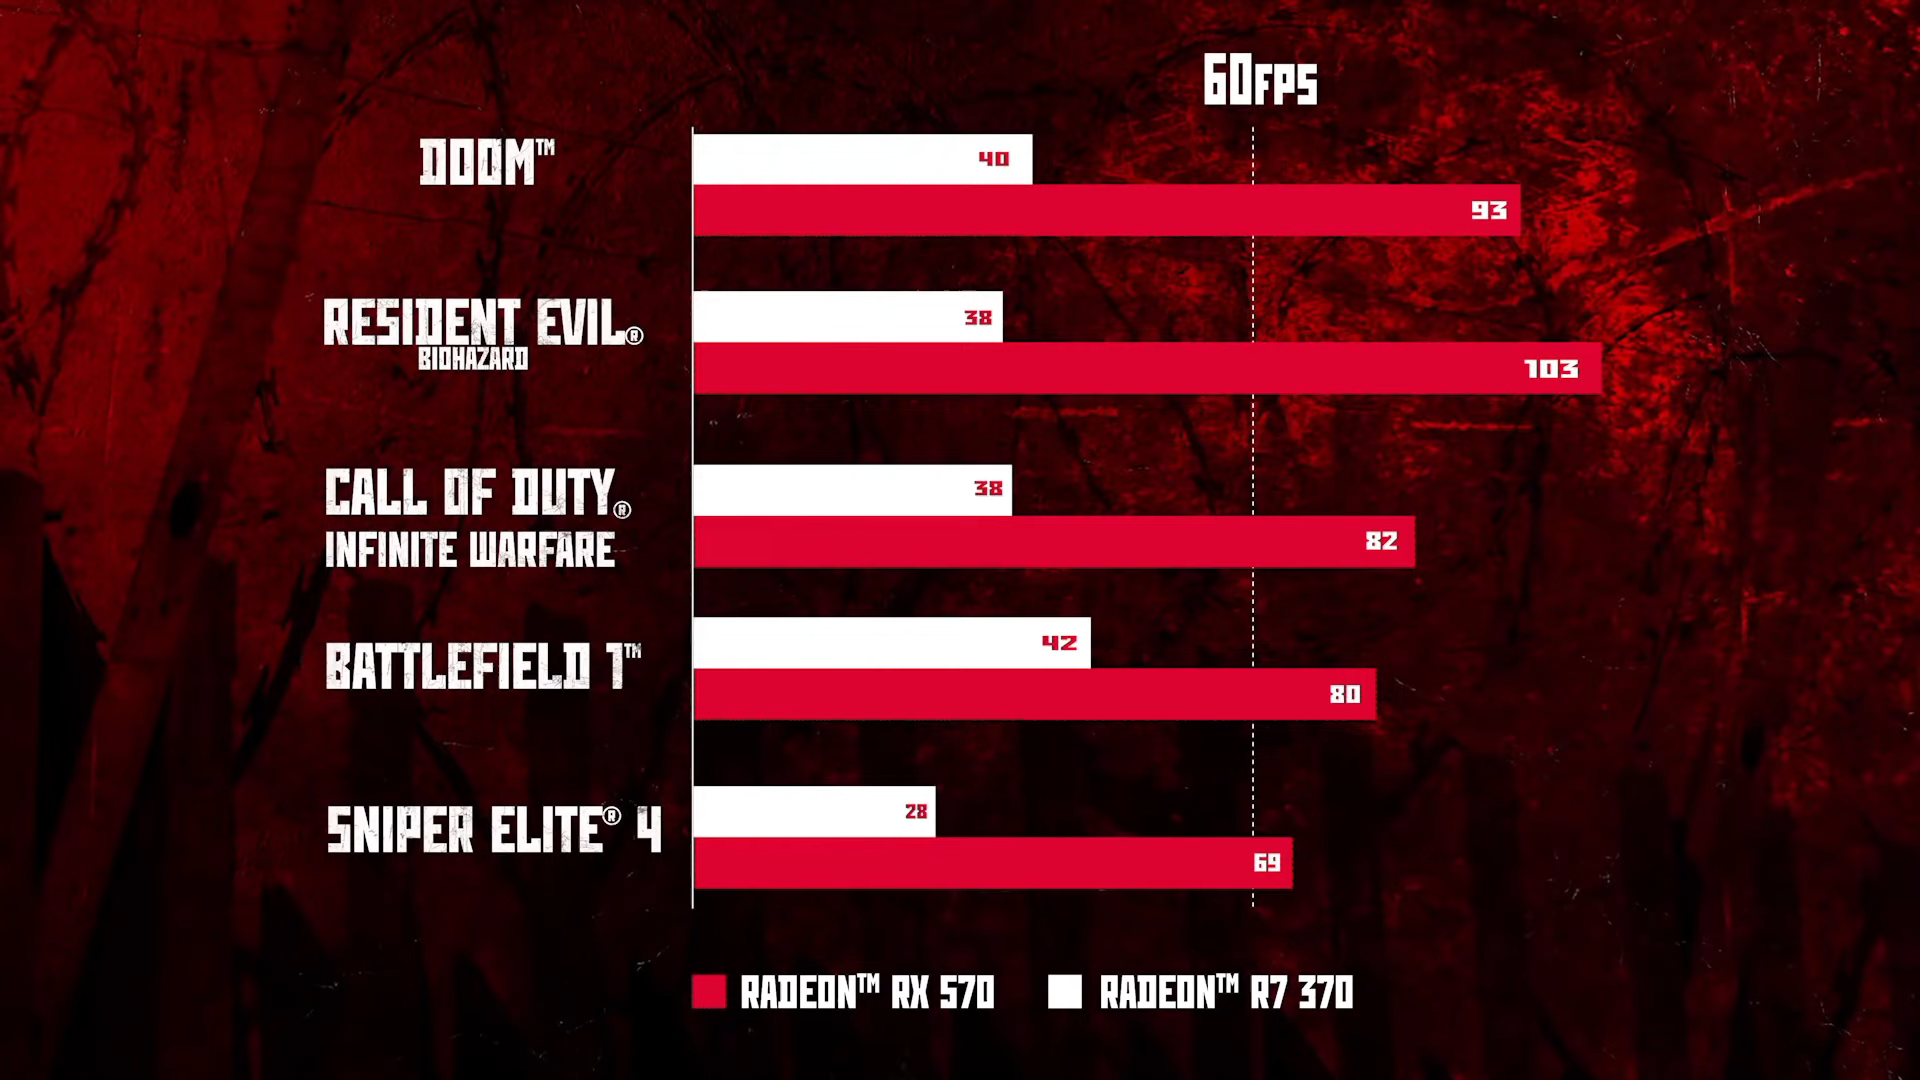 60FPS
DOOM™
40
93
RESIDENT EVIL®
BIOHAZARD
38
103
CALL OF DUTY®
INFINITE WARFARE
38
82
BATTLEFIELD 1™
42
80
SNIPER ELITE® 4
28
69
RADEON™ RX 570
RADEON™ R7 370